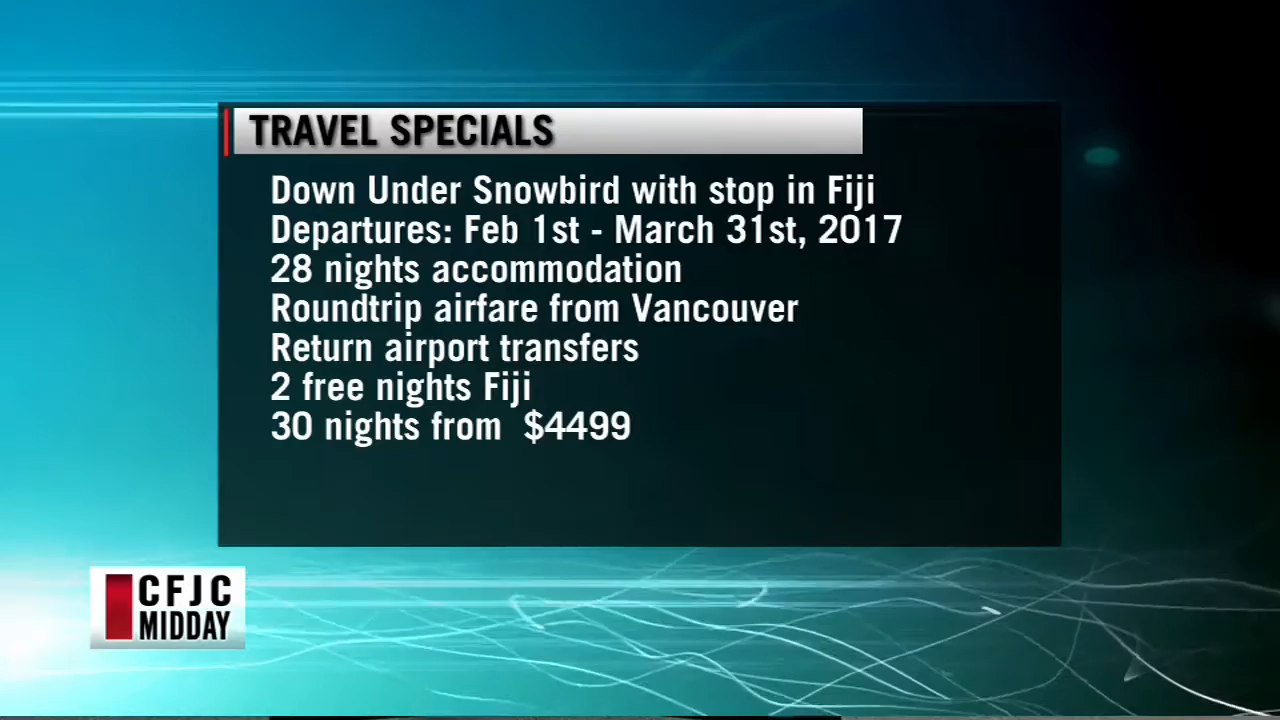 TRAVEL SPECIALS
Down Under Snowbird with stop in Fiji
Departures: Feb 1st - March 31st, 2017
28 nights accommodation
Roundtrip airfare from Vancouver
Return airport transfers
2 free nights Fiji
30 nights from $4499
CFJC
MIDDAY